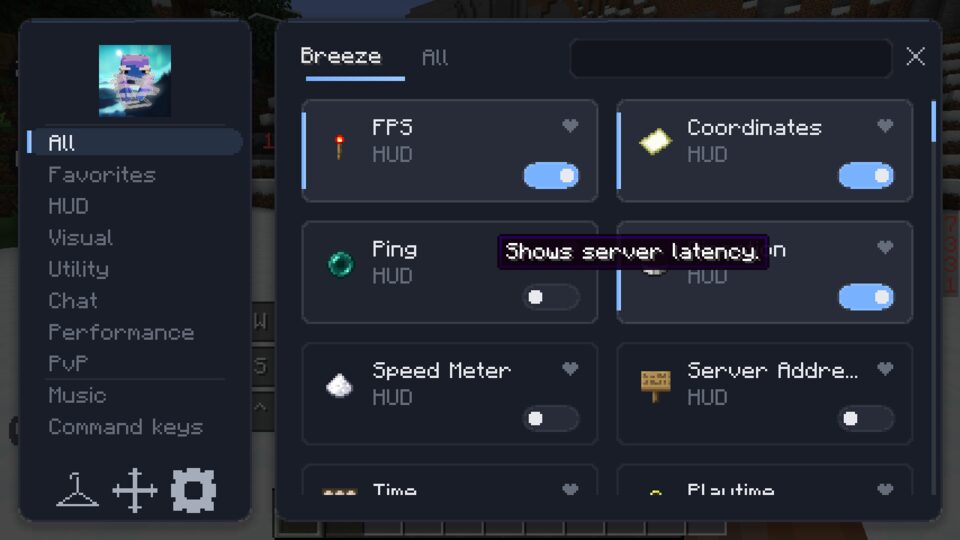 Breeze
All
All
Favorites
HUD
Visual
Utility
Chat
Performance
PvP
Music
Command keys
FPS
HUD
Coordinates
HUD
Ping
HUD
Shows server latency.
HUD
Speed Meter
HUD
Server Addre...
HUD
Time
Playtime
W
S